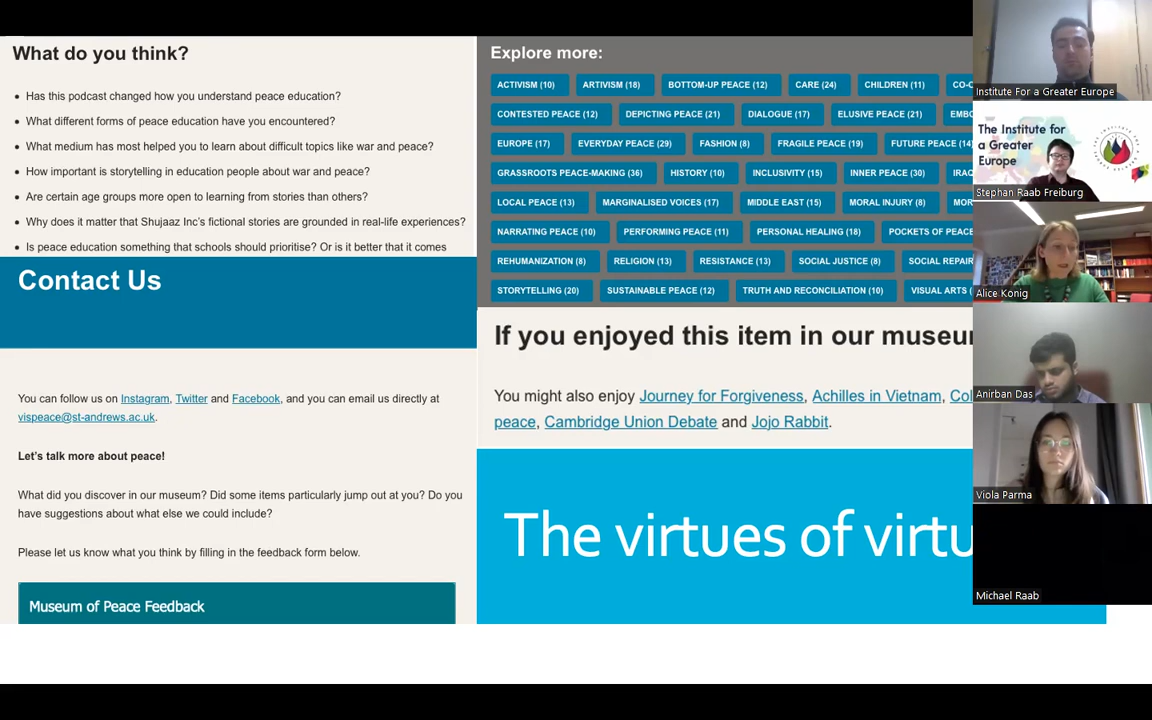 What do you think?
Has this podcast changed how you understand peace education?
What different forms of peace education have you encountered?
What medium has most helped you to learn about difficult topics like war and peace?
How important is storytelling in education people about war and peace?
Are certain age groups more open to learning from stories than others?
Why does it matter that Shujaaz Inc's fictional stories are grounded in real-life experiences?
Is peace education something that schools should prioritise? Or is it better that it comes
Contact Us
You can follow us on Instagram, Twitter and Facebook, and you can email us directly at
vispeace@st-andrews.ac.uk.
Let's talk more about peace!
What did you discover in our museum? Did some items particularly jump out at you? Do you
have suggestions about what else we could include?
Please let us know what you think by filling in the feedback form below.
Museum of Peace Feedback
Explore more:
ACTIVISM (10) ARTIVISM (18) BOTTOM-UP PEACE (12) CARE (24) CHILDREN (11) CO-
CONTESTED PEACE (12) DEPICTING PEACE (21) DIALOGUE (17) ELUSIVE PEACE (21) EMBO
EUROPE (17) EVERYDAY PEACE (29) FASHION (8) FRAGILE PEACE (19) FUTURE PEACE (14)
GRASSROOTS PEACE-MAKING (36) HISTORY (10) INCLUSIVITY (15) INNER PEACE (30) IRAQ
LOCAL PEACE (13) MARGINALISED VOICES (17) MIDDLE EAST (15) MORAL INJURY (8) MOR
NARRATING PEACE (10) PERFORMING PEACE (11) PERSONAL HEALING (18) POCKETS OF PEACE
REHUMANIZATION (8) RELIGION (13) RESISTANCE (13) SOCIAL JUSTICE (8) SOCIAL REPAIR
STORYTELLING (20) SUSTAINABLE PEACE (12) TRUTH AND RECONCILIATION (10) VISUAL ARTS (
If you enjoyed this item in our museum
You might also enjoy Journey for Forgiveness, Achilles in Vietnam, Col
peace, Cambridge Union Debate and Jojo Rabbit.
The virtues of virtu
Institute For a Greater Europe
The Institute for
a Greater
Europe
Stephan Raab Freiburg
Alice König
Anirban Das
Viola Parma
Michael Raab